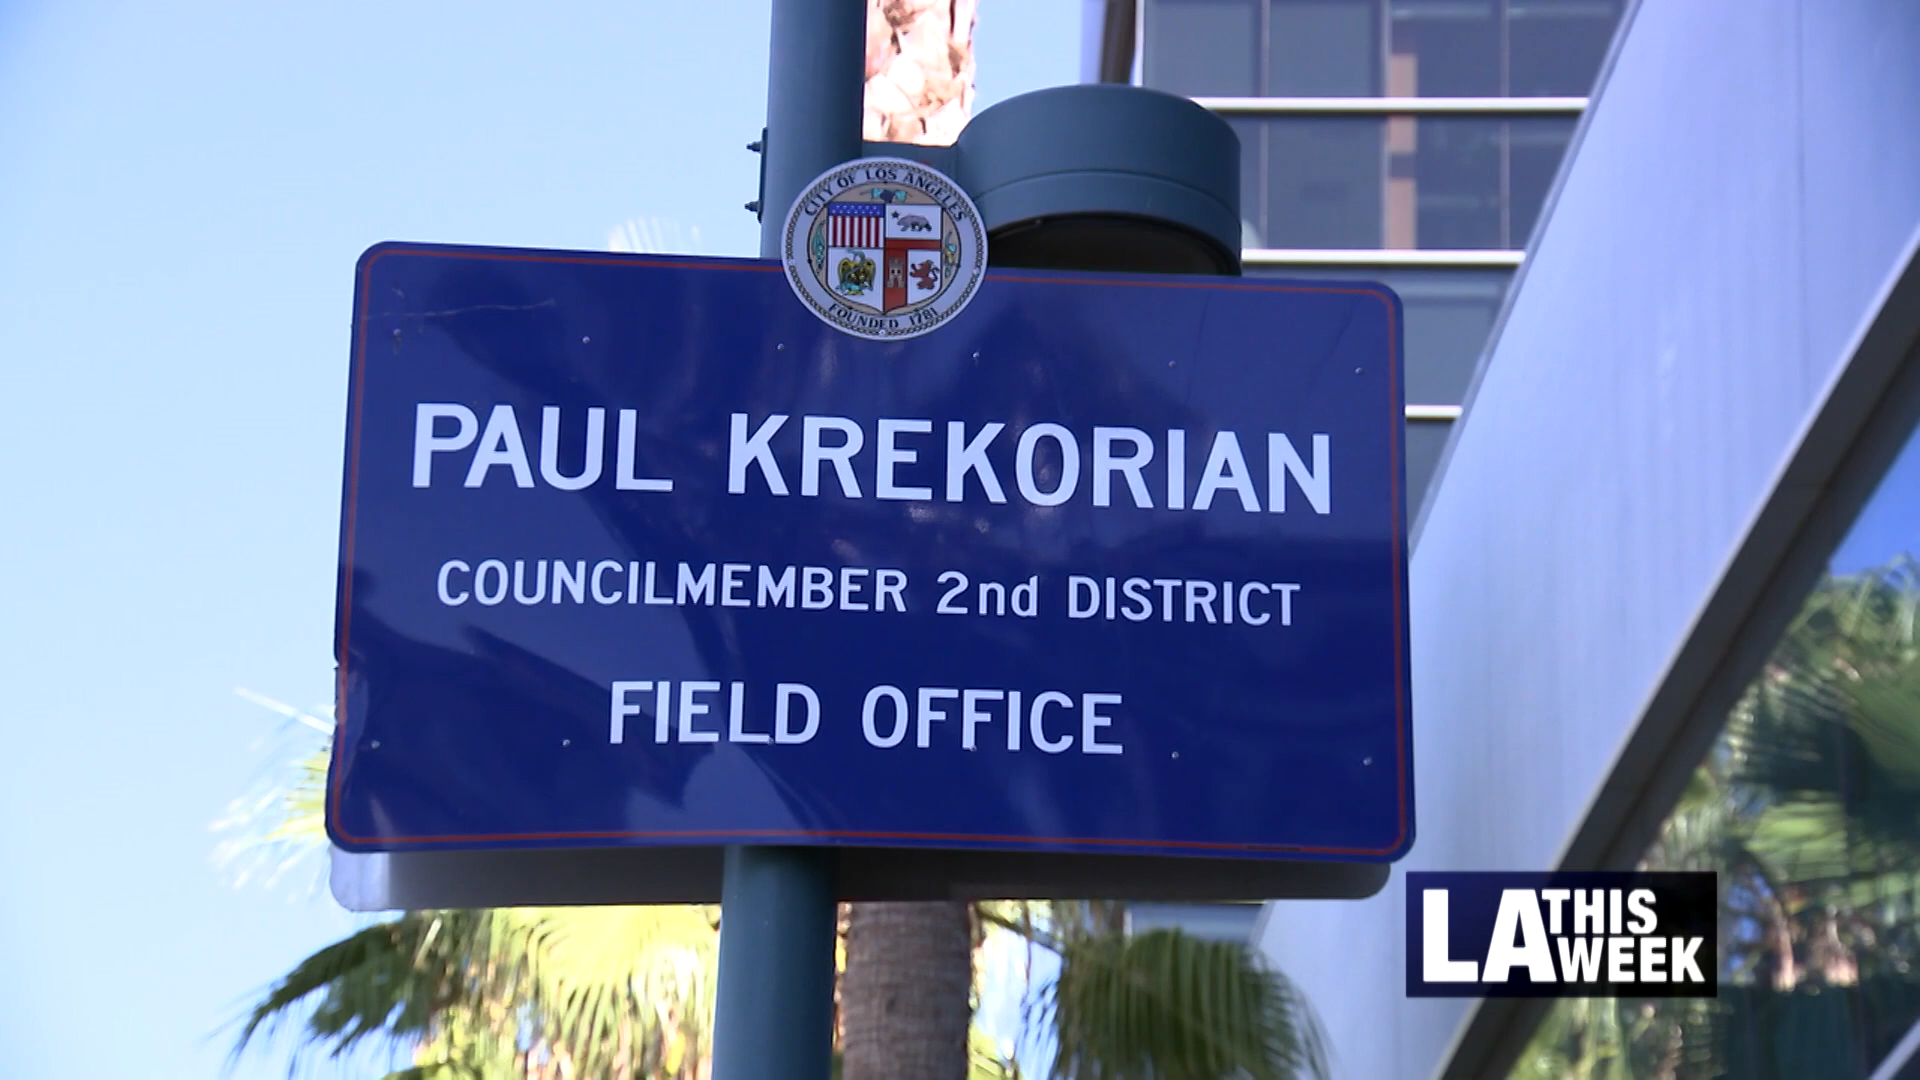 CITY OF LOS ANGELES
FOUNDED 1781
PAUL KREKORIAN
COUNCILMEMBER 2nd DISTRICT
FIELD OFFICE
LA THIS WEEK